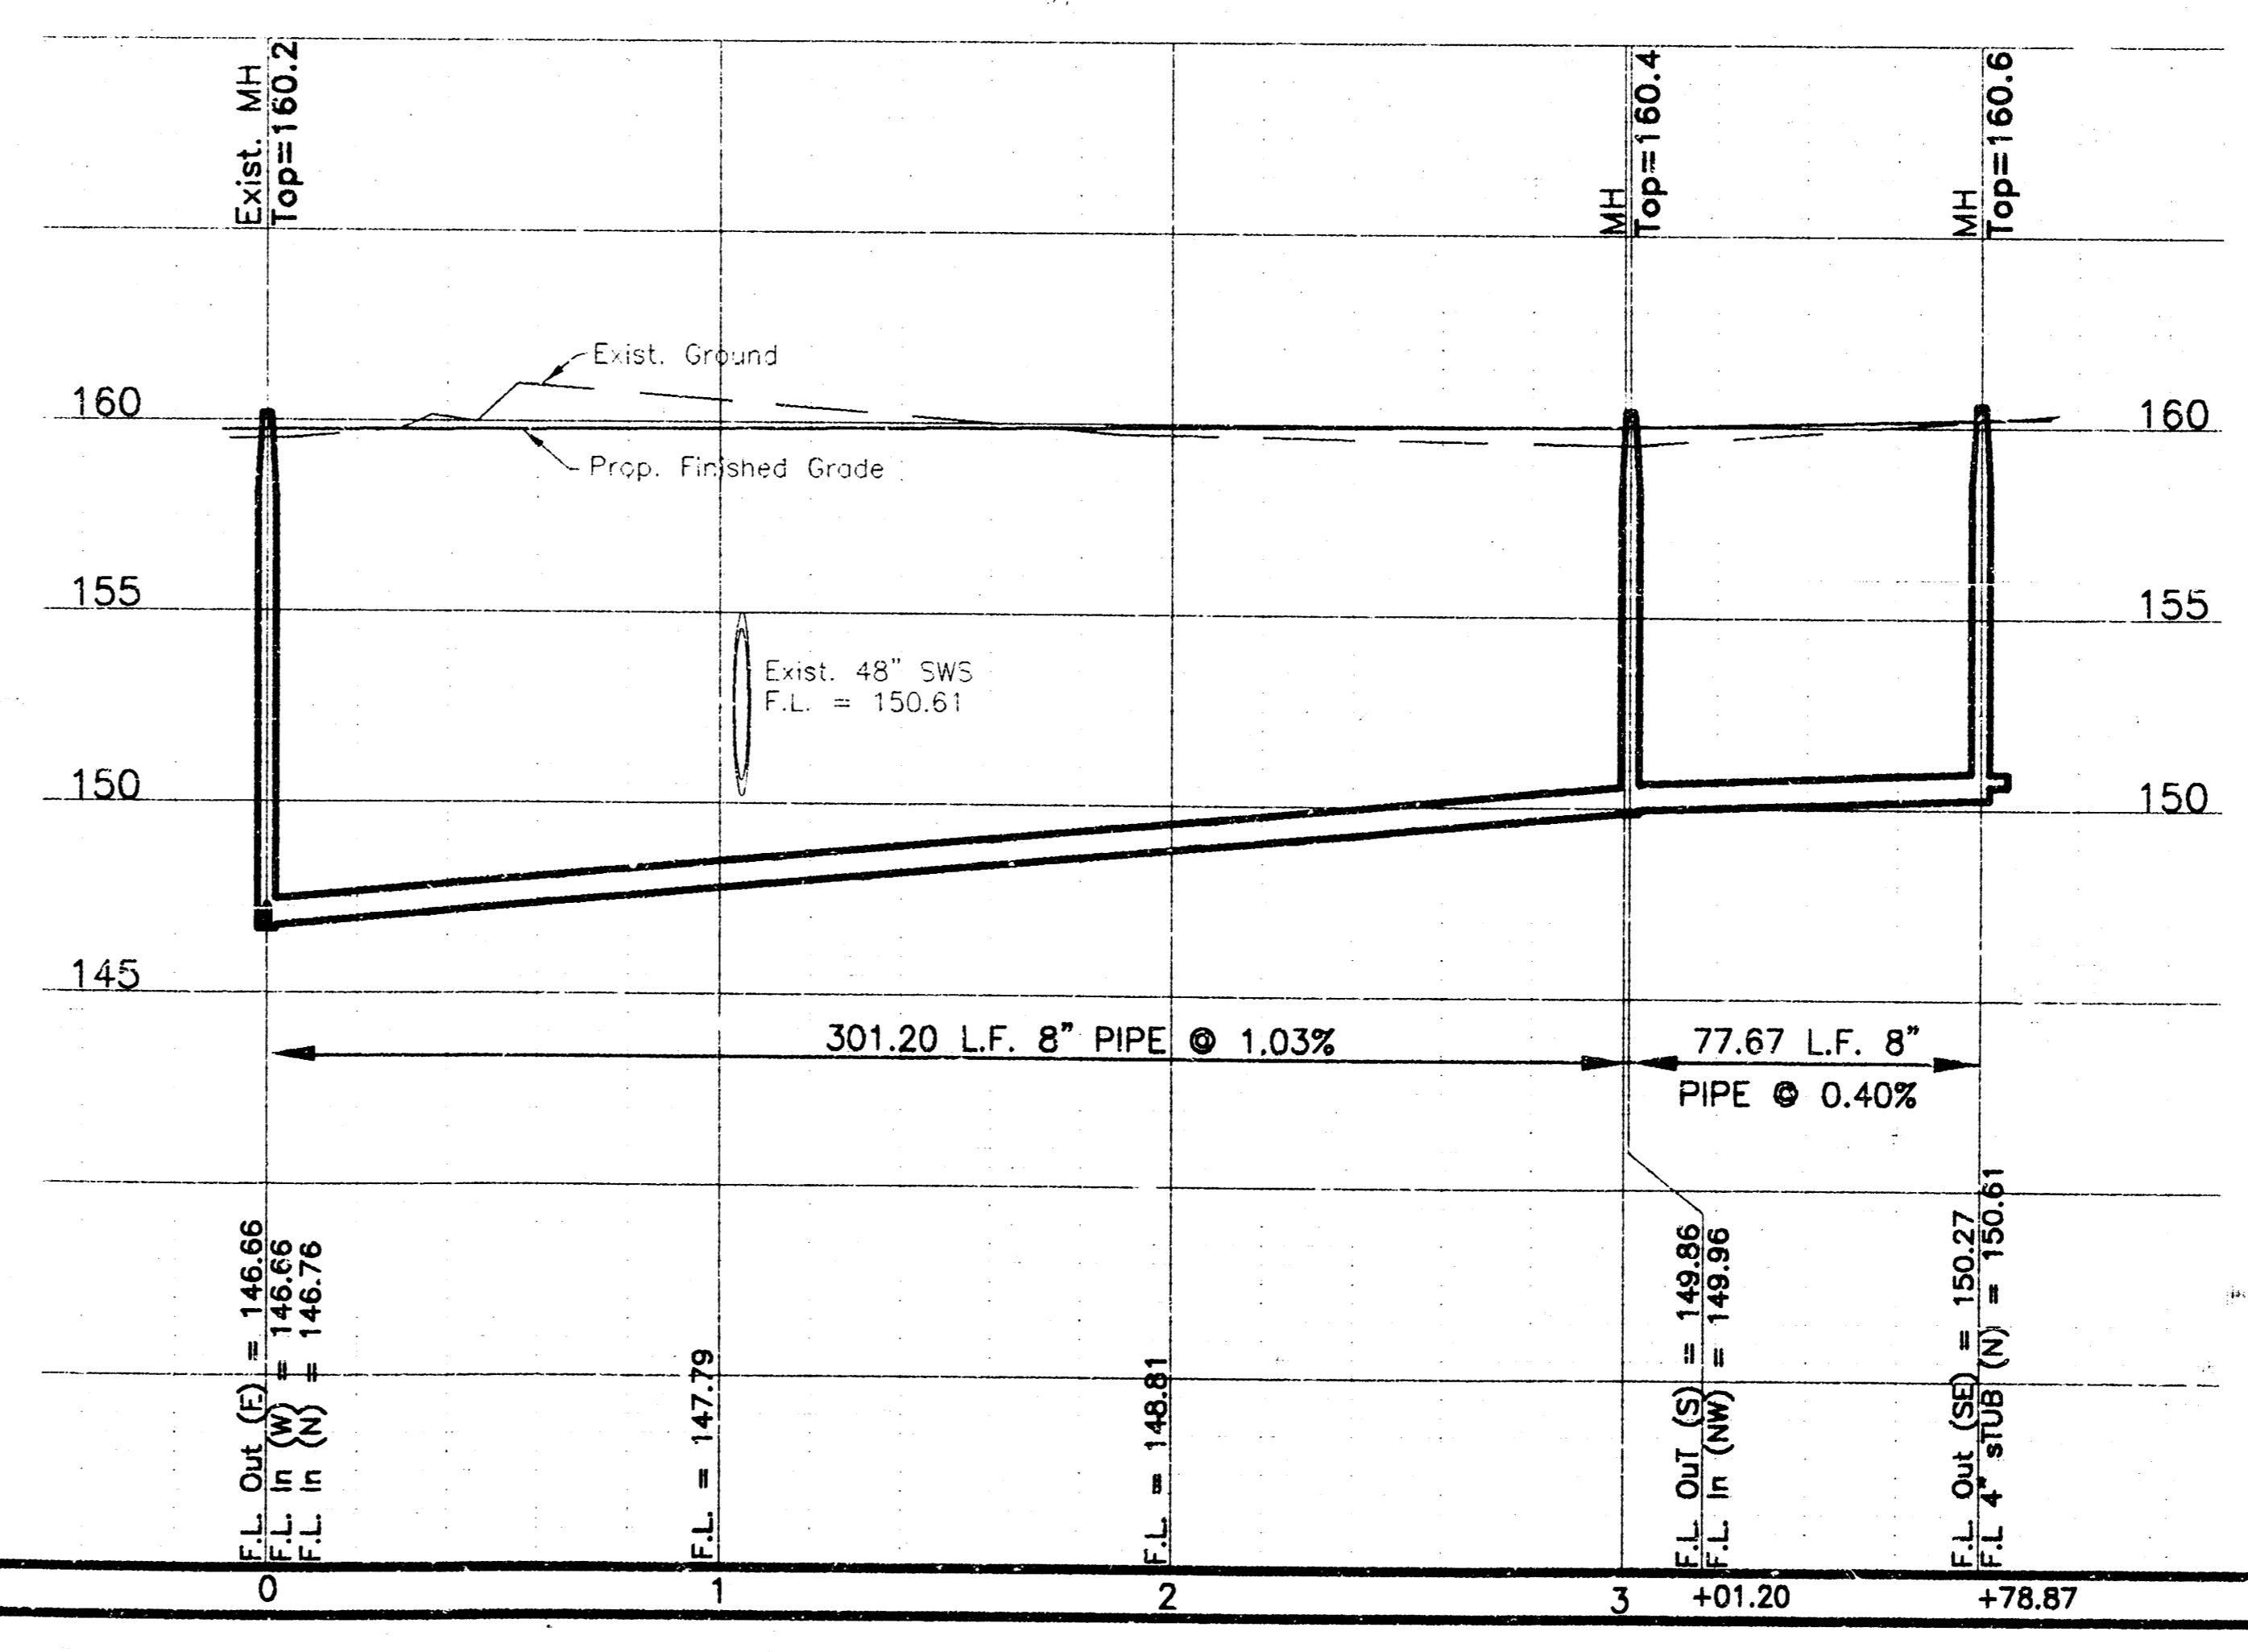 Exist. MH
Top=160.2
MH
Top=160.4
MH
Top=160.6
Exist. Ground
160
160
Prop. Finished Grade
155
155
Exist. 48" SWS
F.L. = 150.61
150
150
145
301.20 L.F. 8" PIPE @ 1.03%
77.67 L.F. 8"
PIPE @ 0.40%
F.L. Out (E) = 146.66
F.L. In (W) = 146.66
F.L. In (N) = 146.76
F.L. = 147.79
F.L. = 148.81
F.L. OuT (S) = 149.86
F.L. In (NW) = 149.96
F.L. Out (SE) = 150.27
F.L 4" sTUB (N) = 150.61
0
1
2
3
+01.20
+78.87